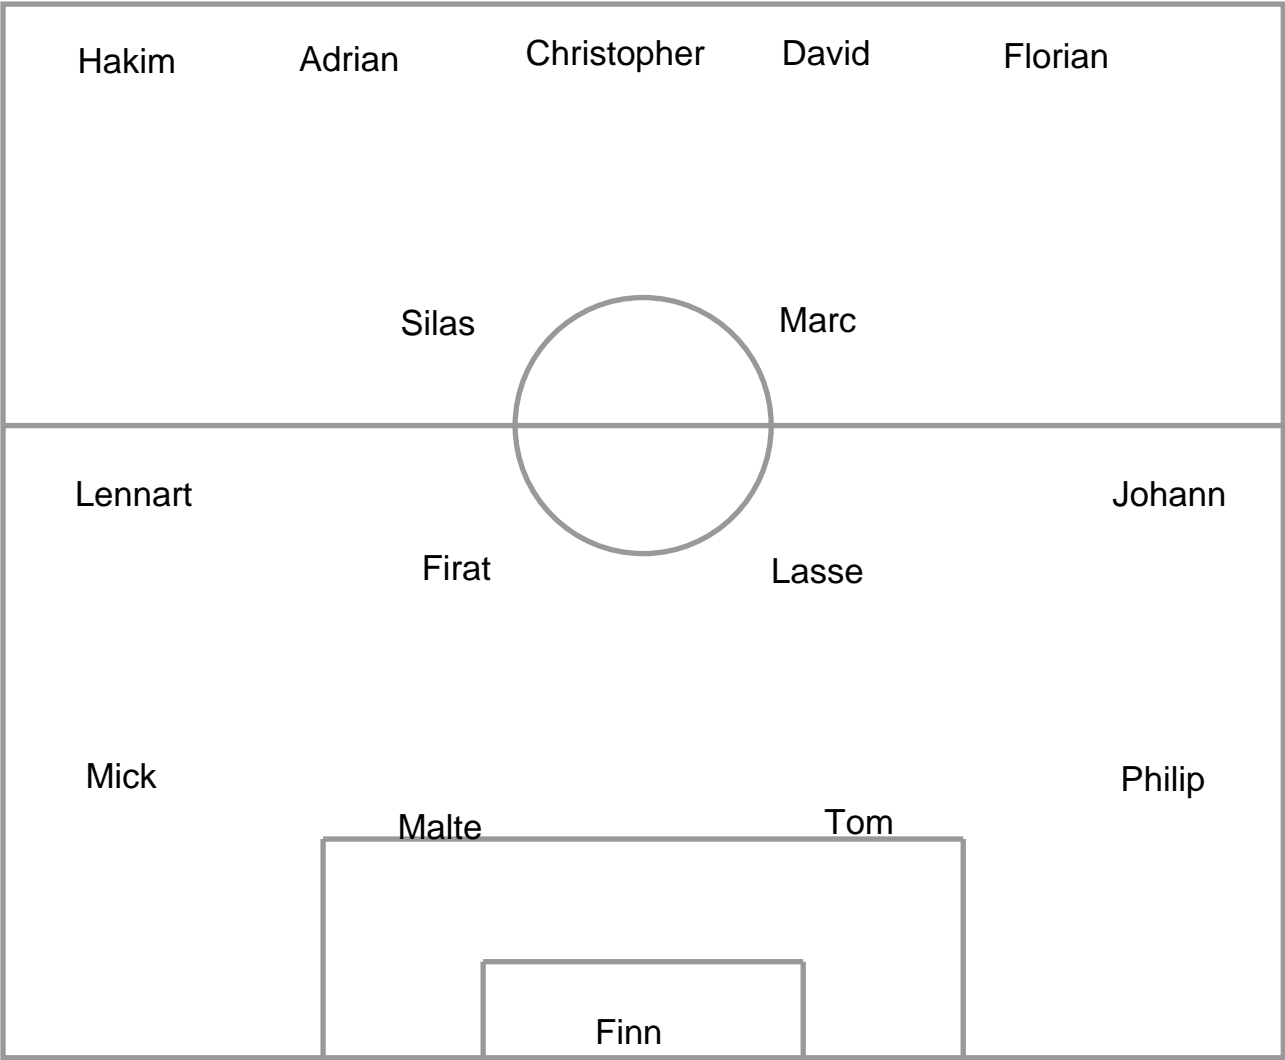 Hakim Adrian Christopher David Florian
Silas Marc
Lennart Johann
Firat Lasse
Mick Philip
Malte Tom
Finn